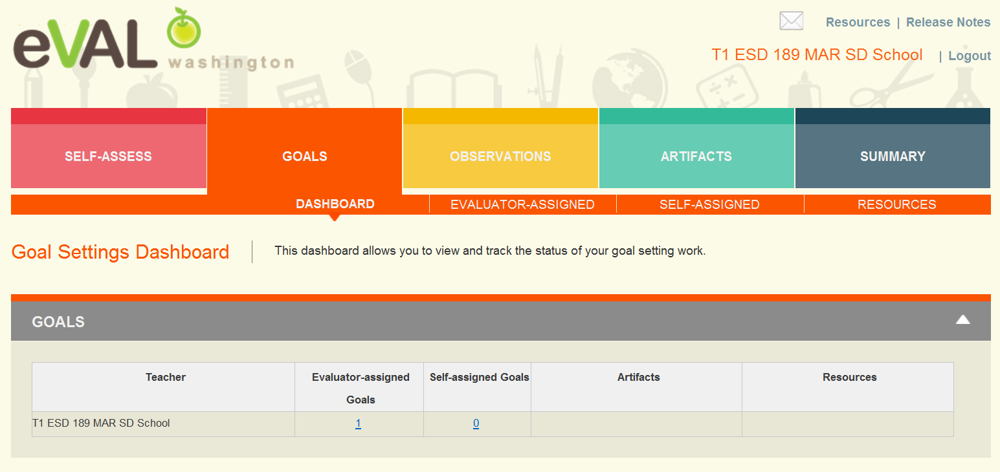 eVAL
washington
Resources | Release Notes
T1 ESD 189 MAR SD School | Logout
SELF-ASSESS GOALS OBSERVATIONS ARTIFACTS SUMMARY
DASHBOARD EVALUATOR-ASSIGNED SELF-ASSIGNED RESOURCES
Goal Settings Dashboard This dashboard allows you to view and track the status of your goal setting work.
GOALS
Teacher Evaluator-assigned Self-assigned Goals Artifacts Resources
Goals
T1 ESD 189 MAR SD School 1 0